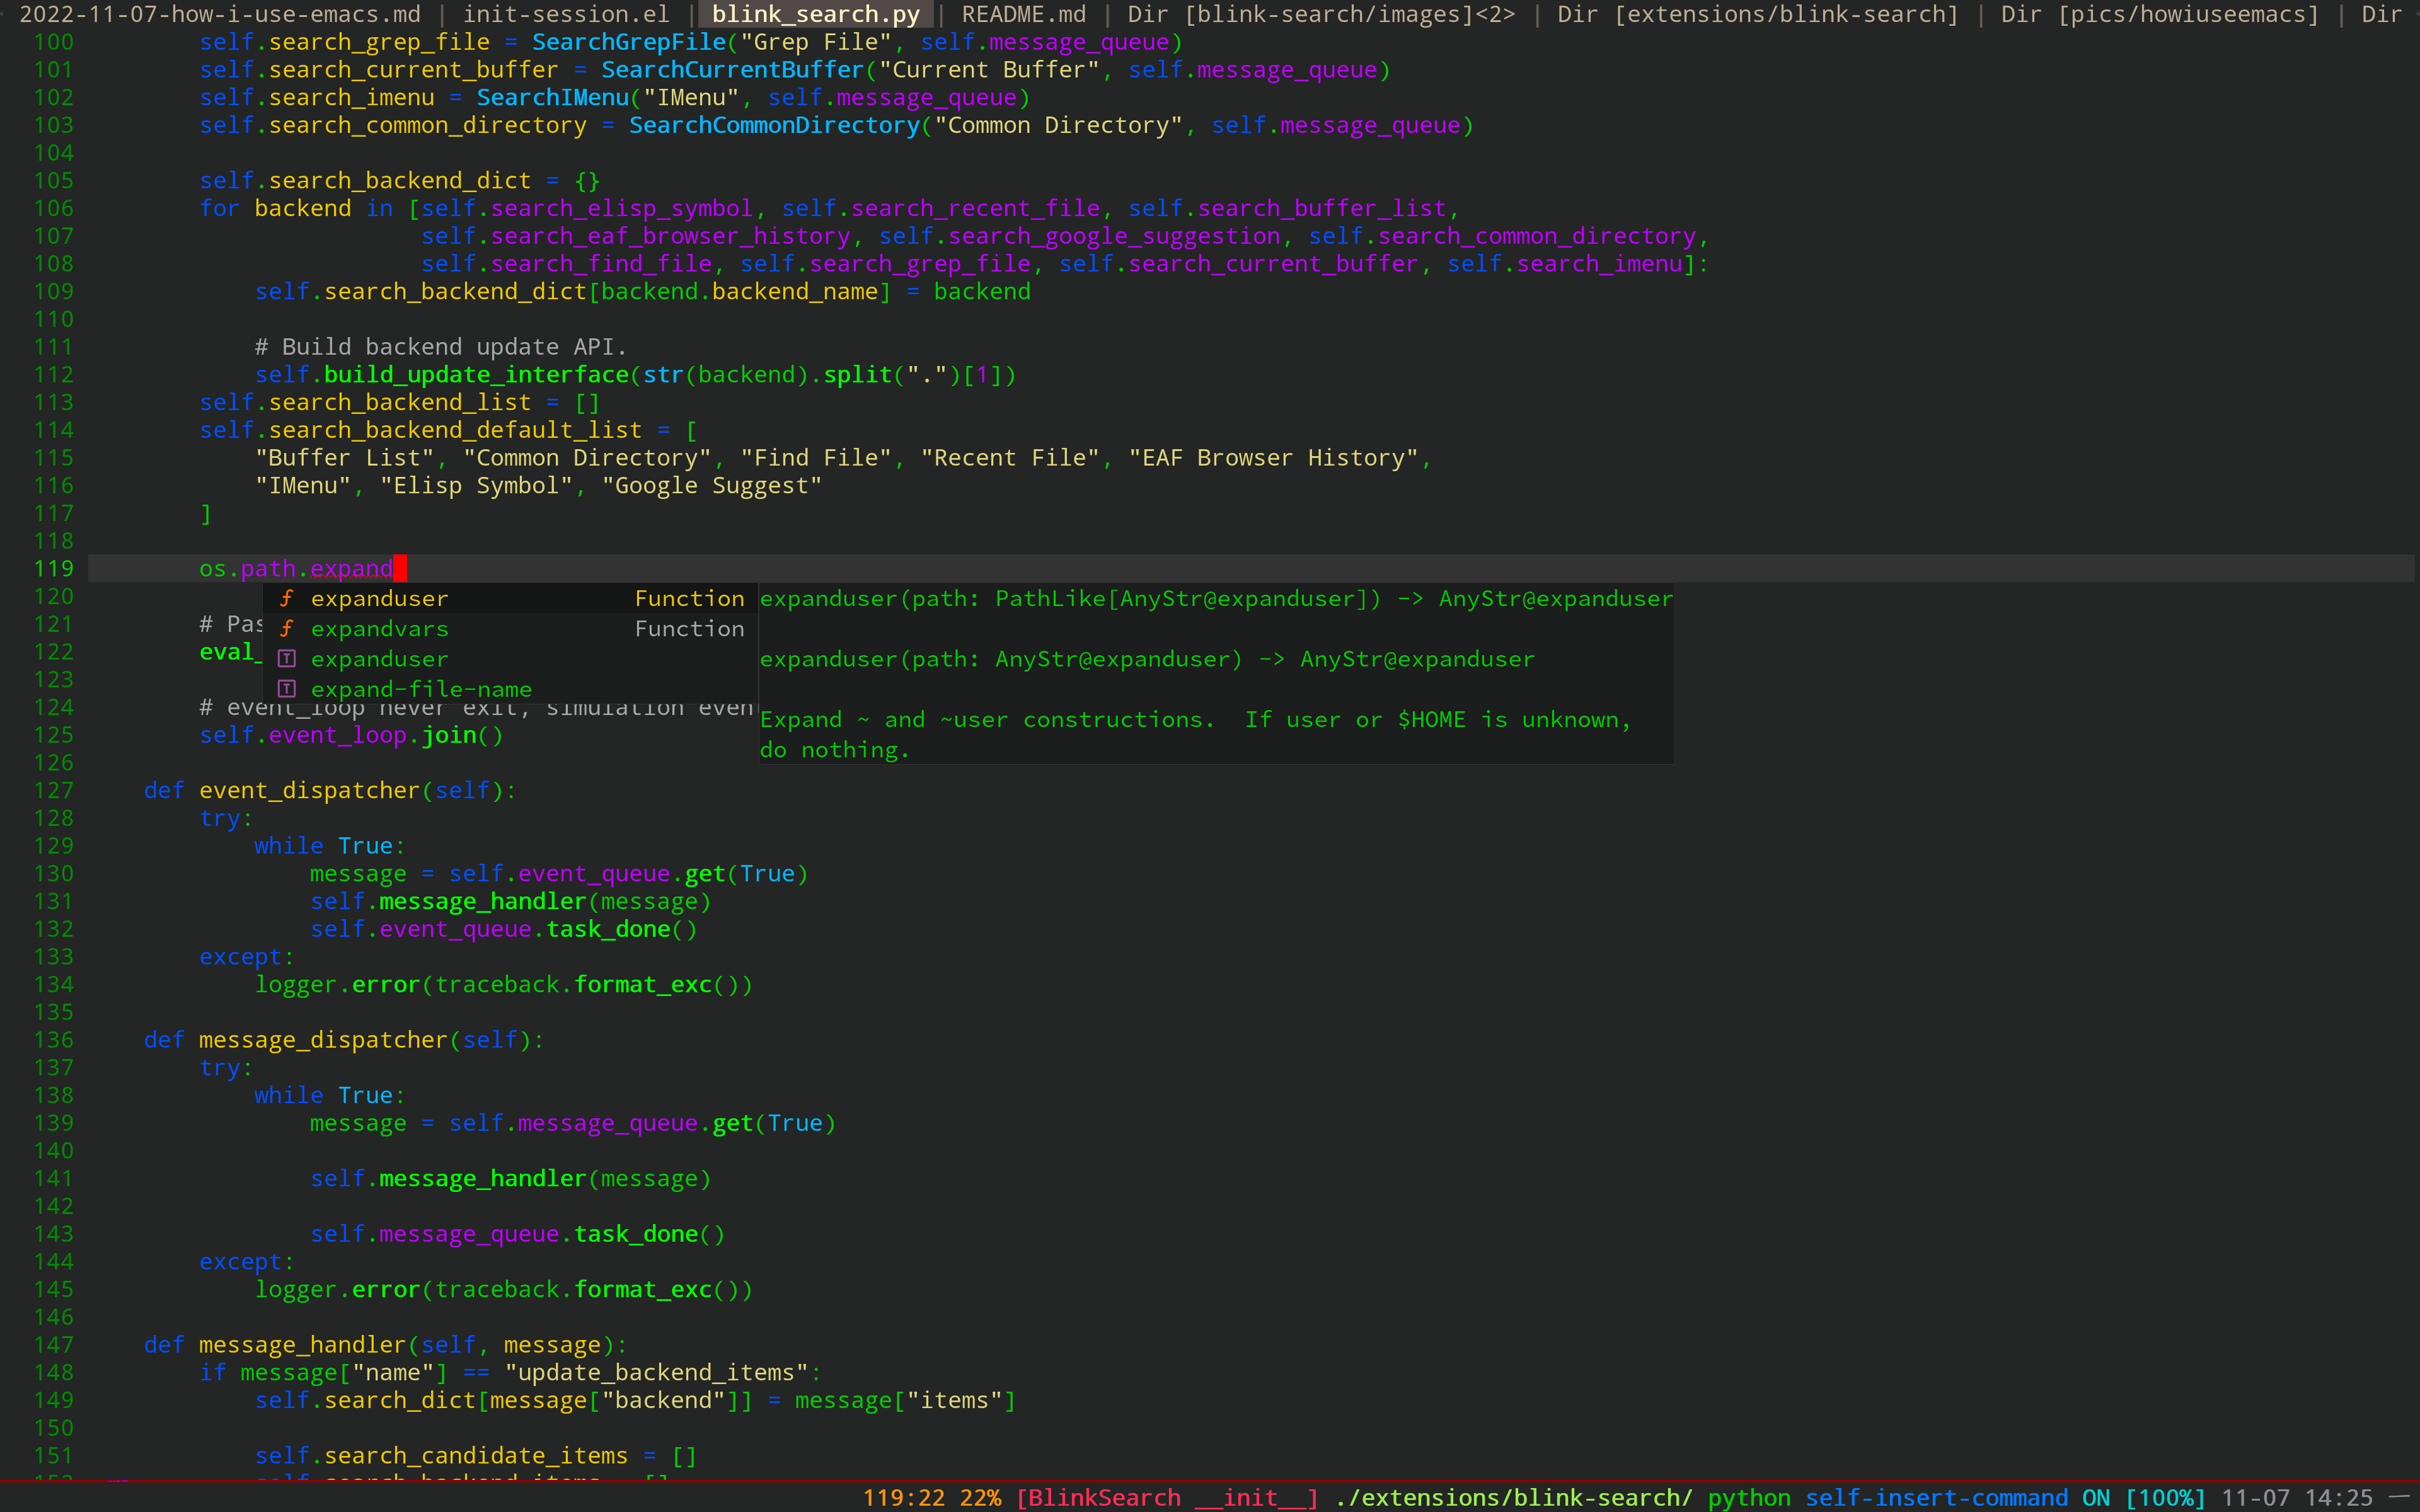 2022-11-07-how-i-use-emacs.md | init-session.el | blink_search.py | README.md | Dir [blink-search/images]<2> | Dir [extensions/blink-search] | Dir [pics/howiuseemacs] | Dir
100 self.search_grep_file = SearchGrepFile("Grep File", self.message_queue)
101 self.search_current_buffer = SearchCurrentBuffer("Current Buffer", self.message_queue)
102 self.search_imenu = SearchIMenu("IMenu", self.message_queue)
103 self.search_common_directory = SearchCommonDirectory("Common Directory", self.message_queue)
104
105 self.search_backend_dict = {}
106 for backend in [self.search_elisp_symbol, self.search_recent_file, self.search_buffer_list,
107 self.search_eaf_browser_history, self.search_google_suggestion, self.search_common_directory,
108 self.search_find_file, self.search_grep_file, self.search_current_buffer, self.search_imenu]:
109 self.search_backend_dict[backend.backend_name] = backend
110
111 # Build backend update API.
112 self.build_update_interface(str(backend).split(".")[1])
113 self.search_backend_list = []
114 self.search_backend_default_list = [
115 "Buffer List", "Common Directory", "Find File", "Recent File", "EAF Browser History",
116 "IMenu", "Elisp Symbol", "Google Suggest"
117 ]
118
119 os.path.expand
120 ƒ expanduser Function expanduser(path: PathLike[AnyStr@expanduser]) -> AnyStr@expanduser
121 # Pas ƒ expandvars Function
122 eval_ T expanduser expanduser(path: AnyStr@expanduser) -> AnyStr@expanduser
123 T expand-file-name
124 # event_loop never exit, simulation even Expand ~ and ~user constructions. If user or $HOME is unknown,
125 self.event_loop.join() do nothing.
126
127 def event_dispatcher(self):
128 try:
129 while True:
130 message = self.event_queue.get(True)
131 self.message_handler(message)
132 self.event_queue.task_done()
133 except:
134 logger.error(traceback.format_exc())
135
136 def message_dispatcher(self):
137 try:
138 while True:
139 message = self.message_queue.get(True)
140
141 self.message_handler(message)
142
143 self.message_queue.task_done()
144 except:
145 logger.error(traceback.format_exc())
146
147 def message_handler(self, message):
148 if message["name"] == "update_backend_items":
149 self.search_dict[message["backend"]] = message["items"]
150
151 self.search_candidate_items = []
119:22 22% [BlinkSearch __init__] ./extensions/blink-search/ python self-insert-command ON [100%] 11-07 14:25 一